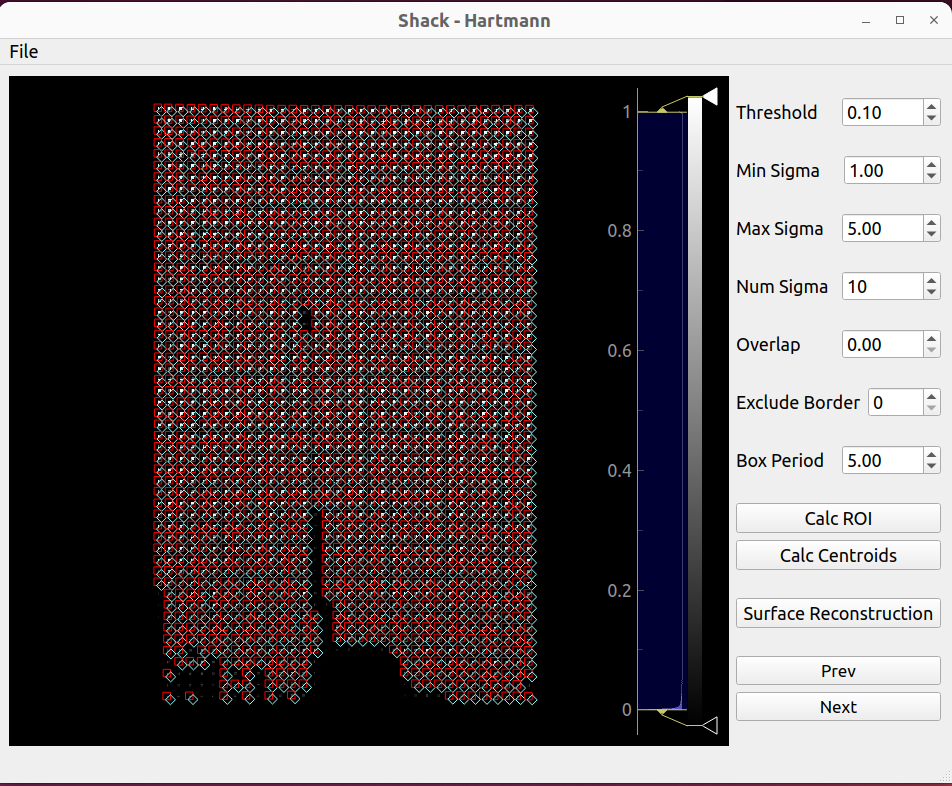 Shack - Hartmann
File
1
0.8
0.6
0.4
0.2
0
Threshold 0.10
Min Sigma 1.00
Max Sigma 5.00
Num Sigma 10
Overlap 0.00
Exclude Border 0
Box Period 5.00
Calc ROI
Calc Centroids
Surface Reconstruction
Prev
Next